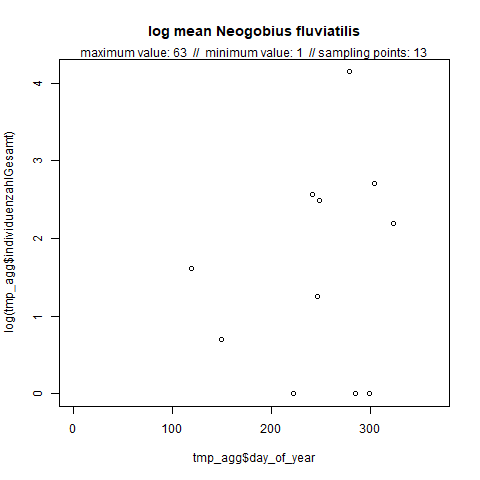 log mean Neogobius fluviatilis
maximum value: 63 // minimum value: 1 // sampling points: 13
log(tmp_agg$individuenzahlGesamt)
4
3
2
1
0
0 100 200 300
tmp_agg$day_of_year